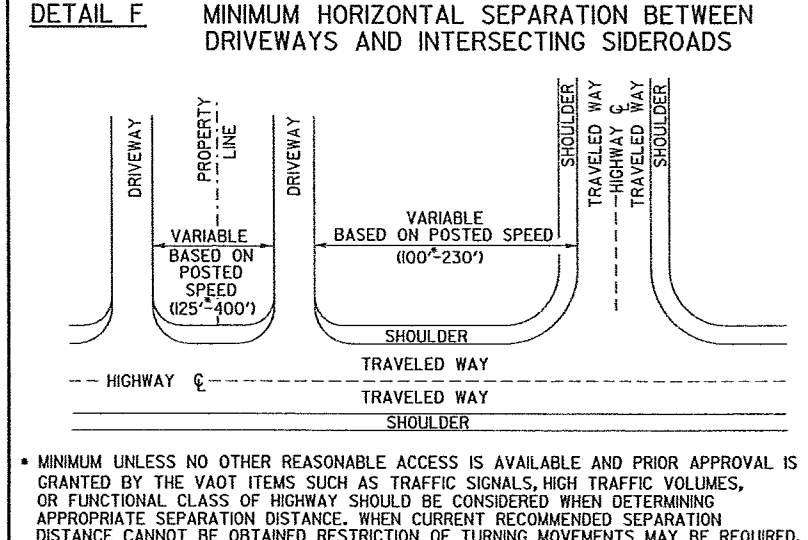 DETAIL F
MINIMUM HORIZONTAL SEPARATION BETWEEN
DRIVEWAYS AND INTERSECTING SIDEROADS
DRIVEWAY
PROPERTY
LINE
DRIVEWAY
SHOULDER
TRAVELED WAY
HIGHWAY ℄
TRAVELED WAY
SHOULDER
VARIABLE
BASED ON
POSTED
SPEED
(125'*-400')
VARIABLE
BASED ON POSTED SPEED
(100'*-230')
SHOULDER
TRAVELED WAY
HIGHWAY ℄
TRAVELED WAY
SHOULDER
* MINIMUM UNLESS NO OTHER REASONABLE ACCESS IS AVAILABLE AND PRIOR APPROVAL IS
GRANTED BY THE VAOT ITEMS SUCH AS TRAFFIC SIGNALS, HIGH TRAFFIC VOLUMES,
OR FUNCTIONAL CLASS OF HIGHWAY SHOULD BE CONSIDERED WHEN DETERMINING
APPROPRIATE SEPARATION DISTANCE. WHEN CURRENT RECOMMENDED SEPARATION
DISTANCE CANNOT BE OBTAINED RESTRICTION OF TURNING MOVEMENTS MAY BE REQUIRED.